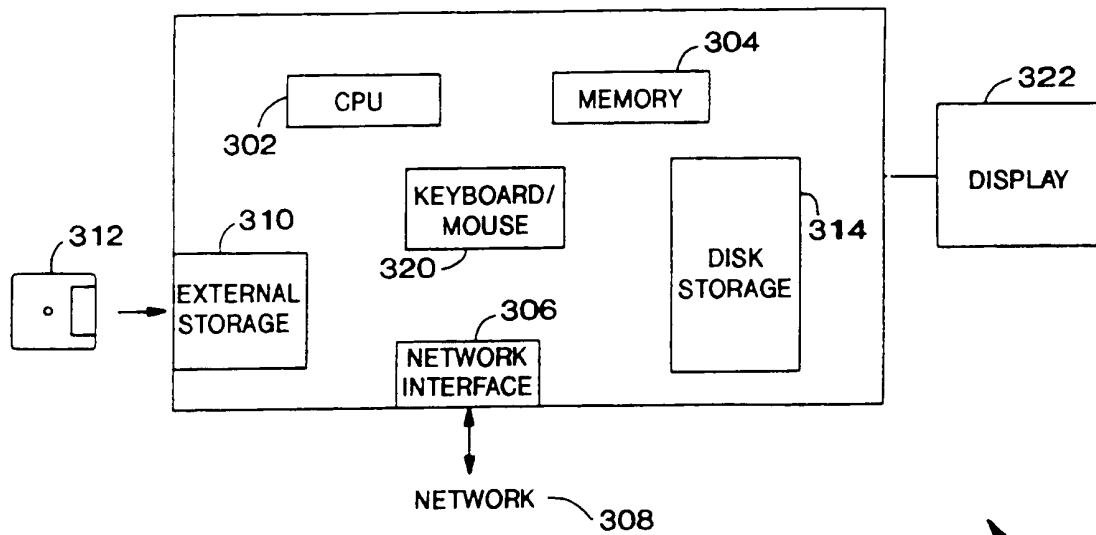 304
322
CPU
MEMORY
302
DISPLAY
KEYBOARD/
MOUSE
310
312
320
314
DISK
STORAGE
EXTERNAL
STORAGE
306
NETWORK
INTERFACE
NETWORK
308